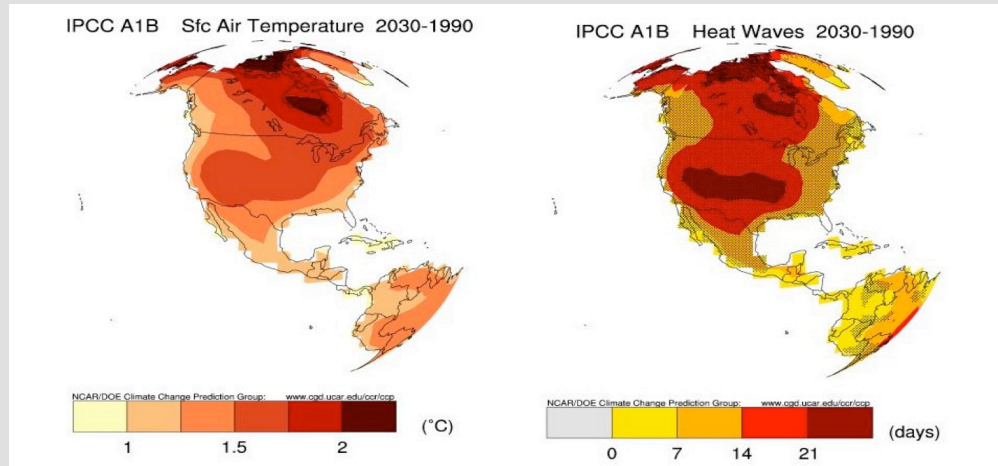 IPCC A1B Sfc Air Temperature 2030-1990
NCAR/DOE Climate Change Prediction Group: www.cgd.ucar.edu/ccr/ccp
(°C)
1 1.5 2
IPCC A1B Heat Waves 2030-1990
NCAR/DOE Climate Change Prediction Group: www.cgd.ucar.edu/ccr/ccp
(days)
0 7 14 21